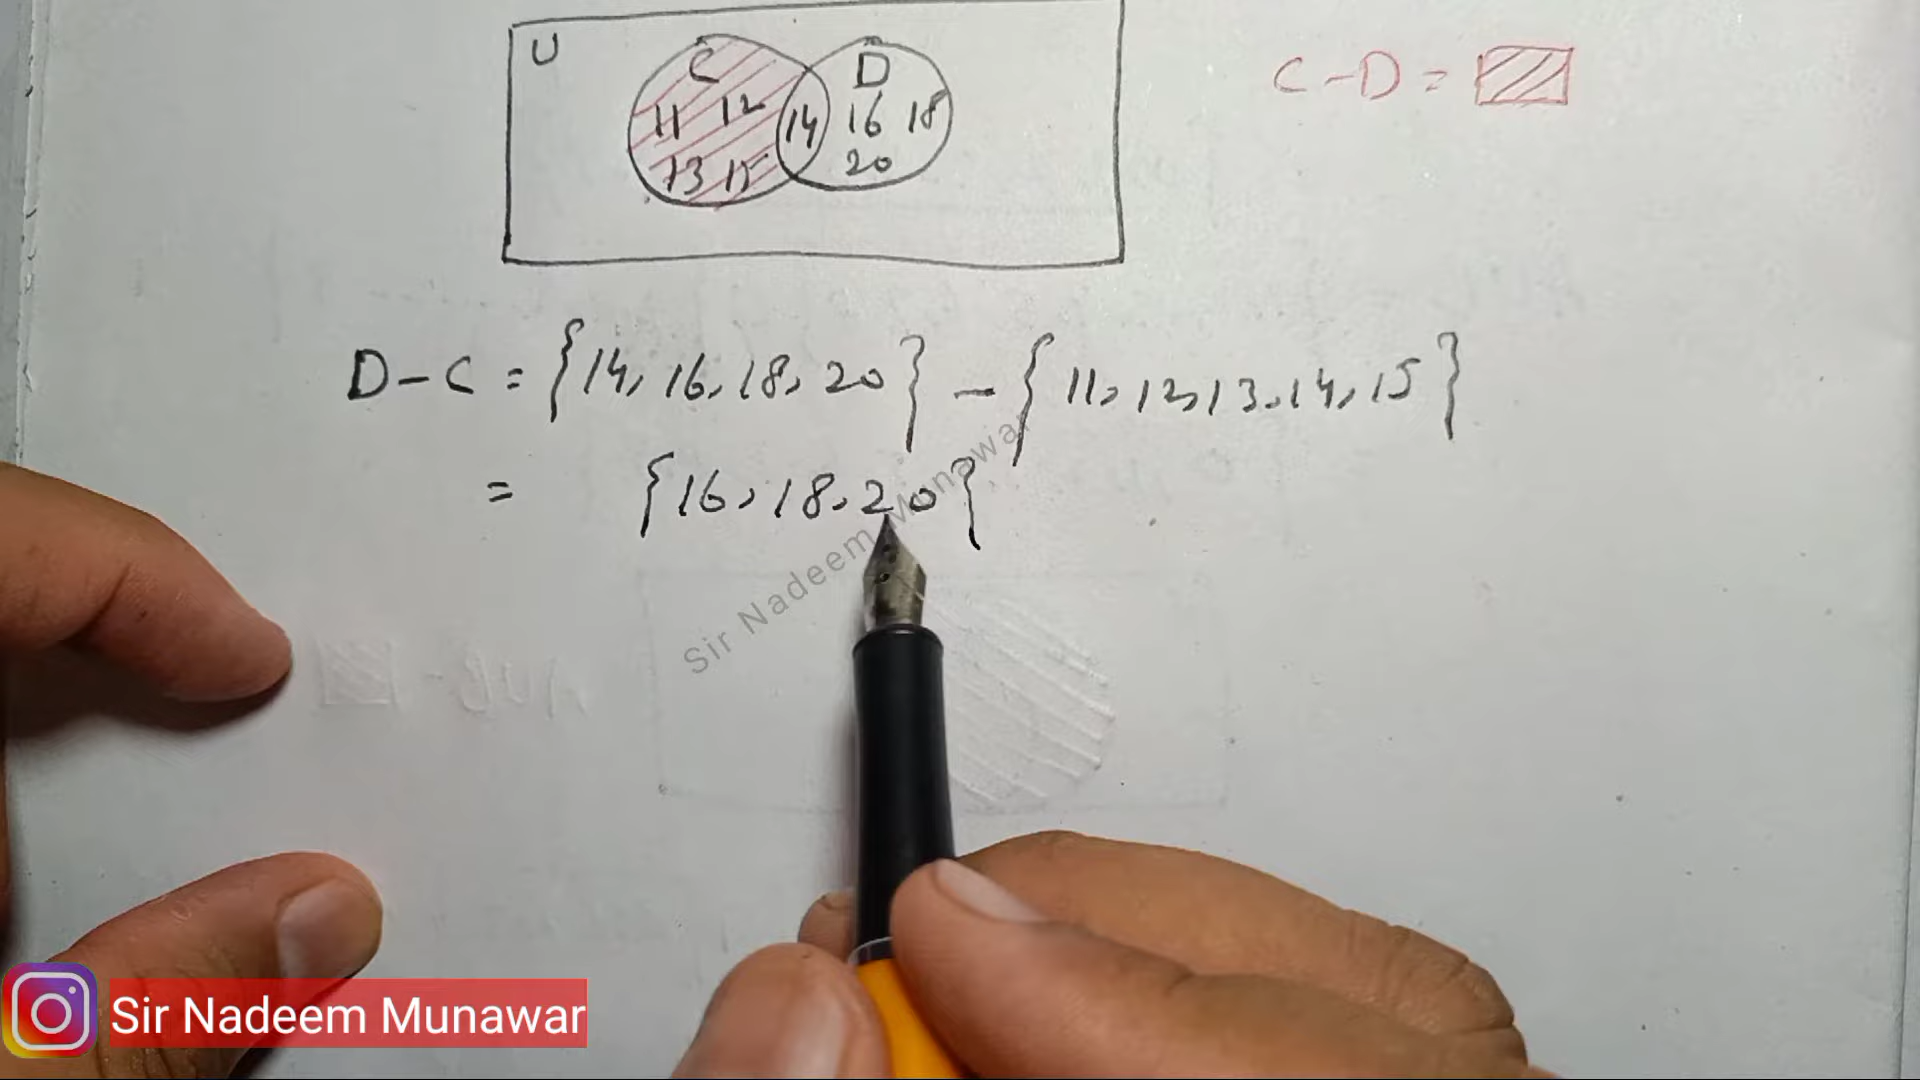 U
C D
11 12 14 16 18
13 15 20
C-D=
D-C = {14, 16, 18, 20} - {11, 12, 13, 14, 15}
= {16, 18, 20}
Sir Nadeem Munawar
Sir Nadeem Munawar